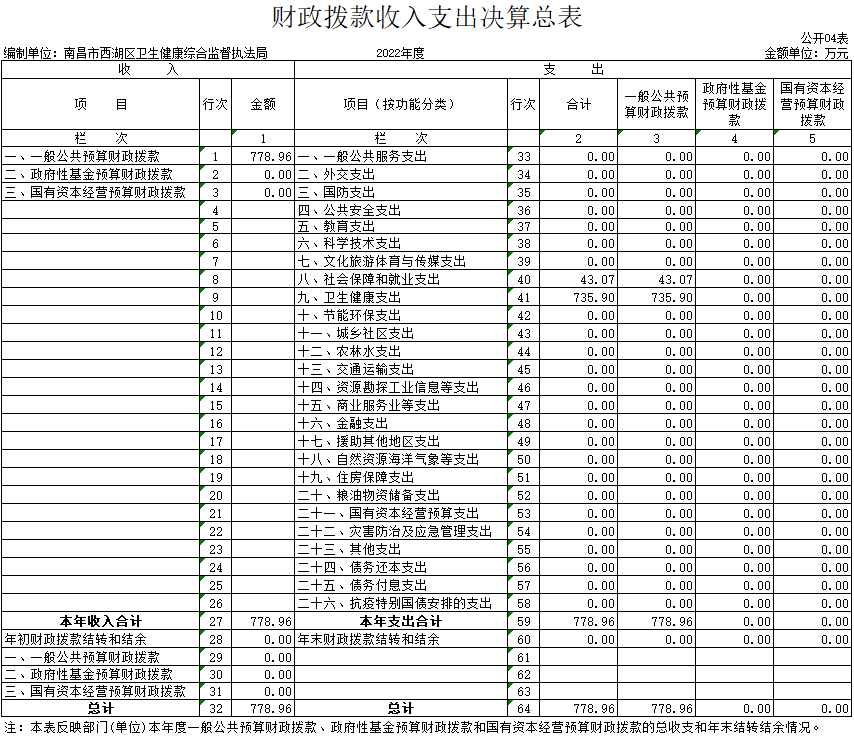 财政拨款收入支出决算总表
公开04表
编制单位：南昌市西湖区卫生健康综合监督执法局 2022年度 金额单位：万元
收 入 支 出
项 目 行次 金额 项目（按功能分类） 行次 合计 一般公共预算财政拨款 政府性基金预算财政拨款 国有资本经营预算财政拨款
栏 次 1 栏 次 2 3 4 5
一、一般公共预算财政拨款 1 778.96 一、一般公共服务支出 33 0.00 0.00 0.00 0.00
二、政府性基金预算财政拨款 2 0.00 二、外交支出 34 0.00 0.00 0.00 0.00
三、国有资本经营预算财政拨款 3 0.00 三、国防支出 35 0.00 0.00 0.00 0.00
4 四、公共安全支出 36 0.00 0.00 0.00 0.00
5 五、教育支出 37 0.00 0.00 0.00 0.00
6 六、科学技术支出 38 0.00 0.00 0.00 0.00
7 七、文化旅游体育与传媒支出 39 0.00 0.00 0.00 0.00
8 八、社会保障和就业支出 40 43.07 43.07 0.00 0.00
9 九、卫生健康支出 41 735.90 735.90 0.00 0.00
10 十、节能环保支出 42 0.00 0.00 0.00 0.00
11 十一、城乡社区支出 43 0.00 0.00 0.00 0.00
12 十二、农林水支出 44 0.00 0.00 0.00 0.00
13 十三、交通运输支出 45 0.00 0.00 0.00 0.00
14 十四、资源勘探工业信息等支出 46 0.00 0.00 0.00 0.00
15 十五、商业服务业等支出 47 0.00 0.00 0.00 0.00
16 十六、金融支出 48 0.00 0.00 0.00 0.00
17 十七、援助其他地区支出 49 0.00 0.00 0.00 0.00
18 十八、自然资源海洋气象等支出 50 0.00 0.00 0.00 0.00
19 十九、住房保障支出 51 0.00 0.00 0.00 0.00
20 二十、粮油物资储备支出 52 0.00 0.00 0.00 0.00
21 二十一、国有资本经营预算支出 53 0.00 0.00 0.00 0.00
22 二十二、灾害防治及应急管理支出 54 0.00 0.00 0.00 0.00
23 二十三、其他支出 55 0.00 0.00 0.00 0.00
24 二十四、债务还本支出 56 0.00 0.00 0.00 0.00
25 二十五、债务付息支出 57 0.00 0.00 0.00 0.00
26 二十六、抗疫特别国债安排的支出 58 0.00 0.00 0.00 0.00
本年收入合计 27 778.96 本年支出合计 59 778.96 778.96 0.00 0.00
年初财政拨款结转和结余 28 0.00 年末财政拨款结转和结余 60 0.00 0.00 0.00 0.00
一、一般公共预算财政拨款 29 0.00 61
二、政府性基金预算财政拨款 30 0.00 62
三、国有资本经营预算财政拨款 31 0.00 63
总计 32 778.96 总计 64 778.96 778.96 0.00 0.00
注：本表反映部门(单位)本年度一般公共预算财政拨款、政府性基金预算财政拨款和国有资本经营预算财政拨款的总收支和年末结转结余情况。